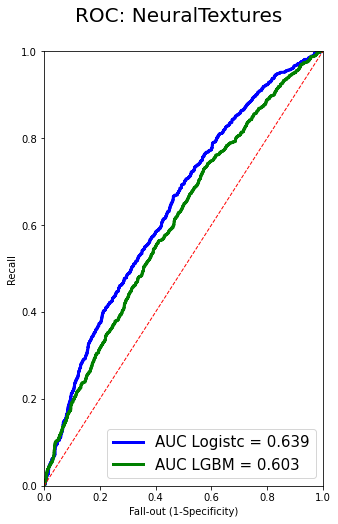 ROC: NeuralTextures
1.0
0.8
0.6
0.4
0.2
0.0
Recall
AUC Logistc = 0.639
AUC LGBM = 0.603
0.0 0.2 0.4 0.6 0.8 1.0
Fall-out (1-Specificity)